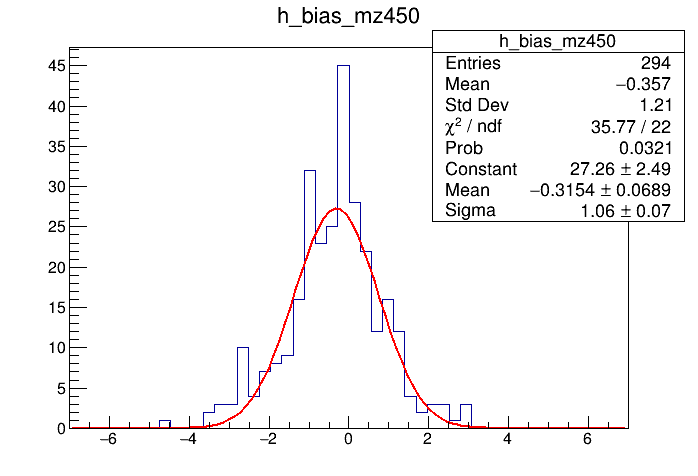 h_bias_mz450
h_bias_mz450
Entries 294
Mean −0.357
Std Dev 1.21
χ² / ndf 35.77 / 22
Prob 0.0321
Constant 27.26 ± 2.49
Mean −0.3154 ± 0.0689
Sigma 1.06 ± 0.07
45
40
35
30
25
20
15
10
5
0
−6 −4 −2 0 2 4 6